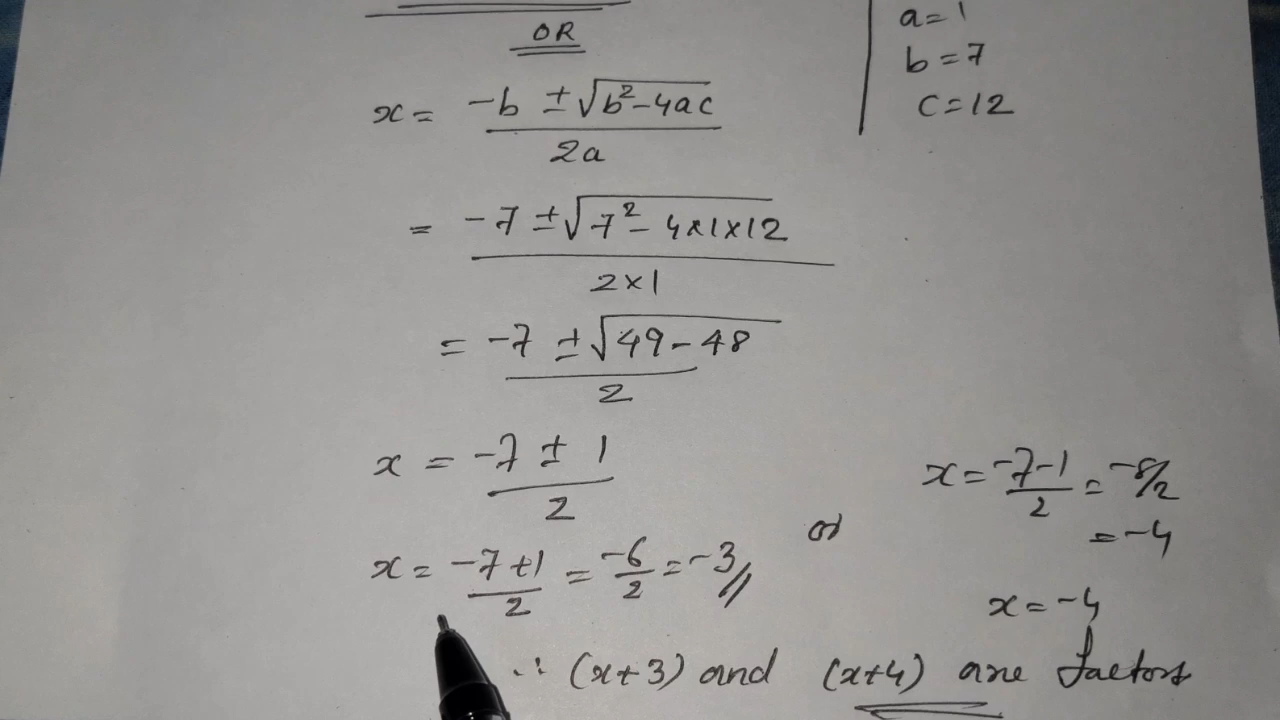 OR
a=1
b=7
c=12
x= -b ±√b²-4ac / 2a
= -7 ±√7²-4×1×12 / 2×1
= -7 ±√49-48 / 2
x = -7 ± 1 / 2
x= -7+1 / 2 = -6/2 = -3//
or
x= -7-1 / 2 = -8/2
= -4
x=-4
∴ (x+3) and (x+4) are factors